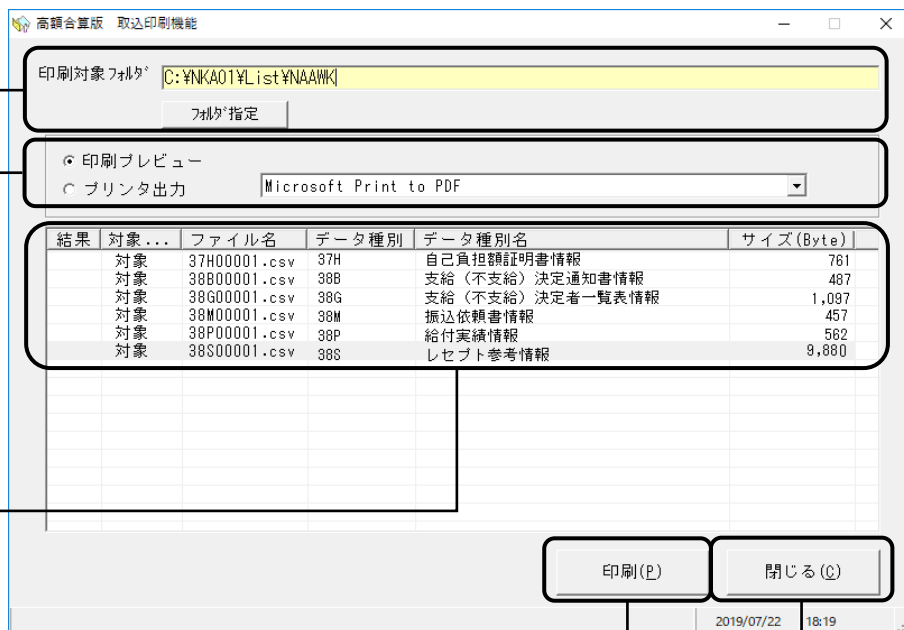 高額合算版　取込印刷機能
印刷対象ﾌｫﾙﾀﾞ C:¥NKA01¥List¥NAAWK
ﾌｫﾙﾀﾞ指定
印刷プレビュー
プリンタ出力 Microsoft Print to PDF
結果 対象... ファイル名 データ種別 データ種別名 サイズ(Byte)
対象 37H00001.csv 37H 自己負担額証明書情報 761
対象 38B00001.csv 38B 支給（不支給）決定通知書情報 487
対象 38G00001.csv 38G 支給（不支給）決定者一覧表情報 1,097
対象 38M00001.csv 38M 振込依頼書情報 457
対象 38P00001.csv 38P 給付実績情報 562
対象 38S00001.csv 38S レセプト参考情報 9,880
印刷(P) 閉じる(C)
2019/07/22 18:19